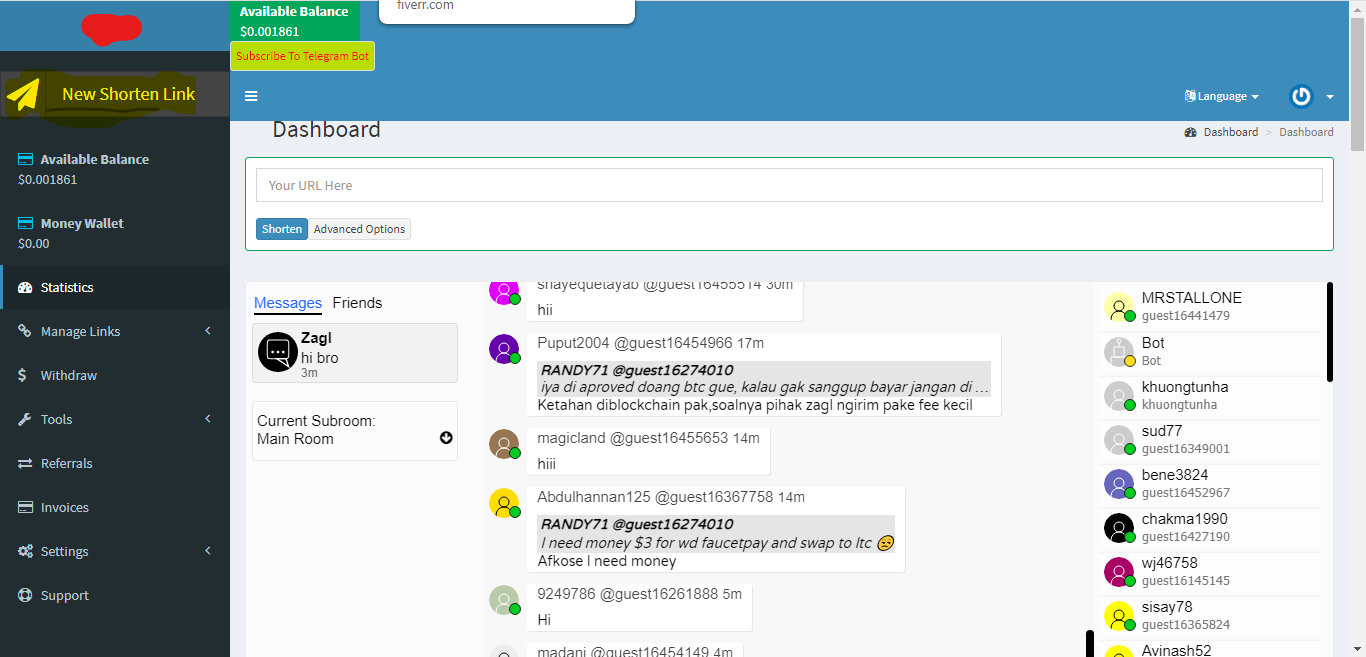 Available Balance
$0.001861
fiverr.com
Subscribe To Telegram Bot
New Shorten Link
Language
Available Balance
$0.001861
Money Wallet
$0.00
Statistics
Manage Links
Withdraw
Tools
Referrals
Invoices
Settings
Support
Dashboard
Dashboard > Dashboard
Your URL Here
Shorten
Advanced Options
Messages Friends
Zagl
hi bro
3m
Current Subroom:
Main Room
shayequetayab @guest16455514 30m
hii
Puput2004 @guest16454966 17m
RANDY71 @guest16274010
iya di aproved doang btc gue, kalau gak sanggup bayar jangan di ...
Ketahan diblockchain pak,soalnya pihak zagl ngirim pake fee kecil
magicland @guest16455653 14m
hiii
Abdulhannan125 @guest16367758 14m
RANDY71 @guest16274010
I need money $3 for wd faucetpay and swap to ltc 😔
Afkose I need money
9249786 @guest16261888 5m
Hi
madani @guest16454149 4m
MRSTALLONE
guest16441479
Bot
Bot
khuongtunha
khuongtunha
sud77
guest16349001
bene3824
guest16452967
chakma1990
guest16427190
wj46758
guest16145145
sisay78
guest16365824
Avinash52